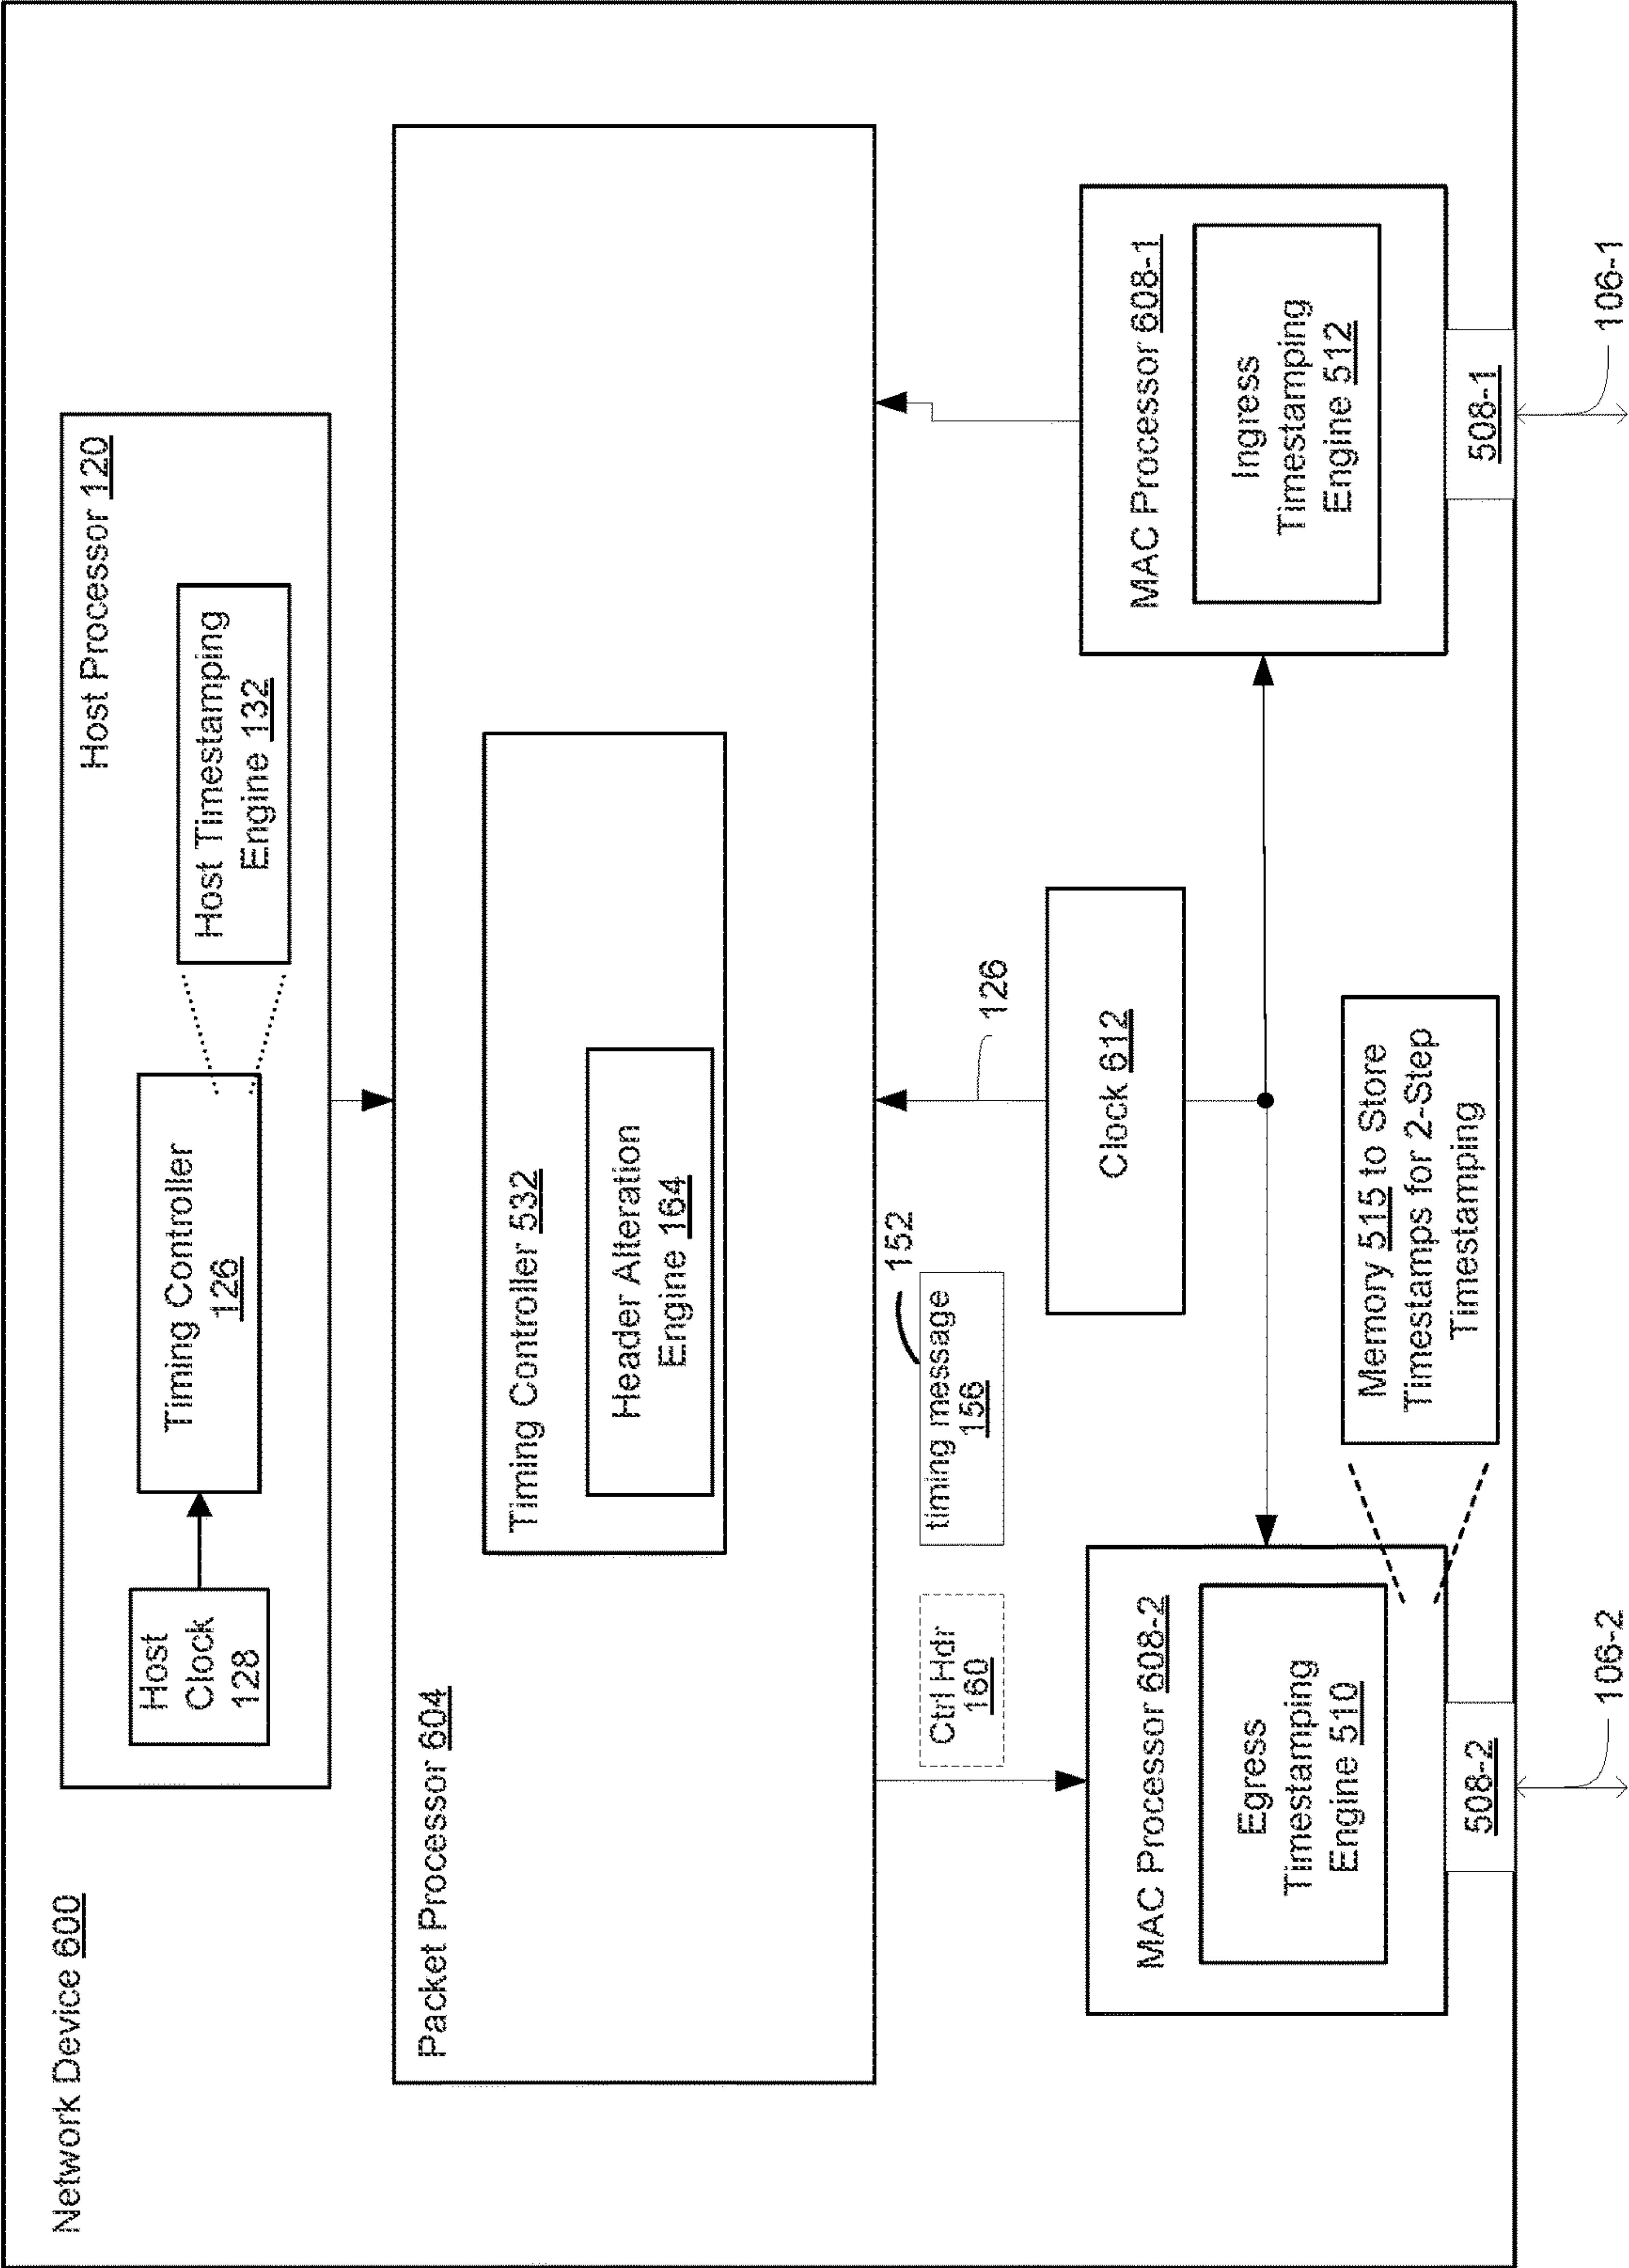 Network Device 600
Host Processor 120
Host
Clock
128
Timing Controller
126
Host Timestamping
Engine 132
Packet Processor 604
Timing Controller 532
Header Alteration
Engine 164
Ctrl Hdr
160
timing message
156
152
126
Clock 612
MAC Processor 608-2
Egress
Timestamping
Engine 510
MAC Processor 608-1
Ingress
Timestamping
Engine 512
Memory 515 to Store
Timestamps for 2-Step
Timestamping
508-2
508-1
106-2
106-1